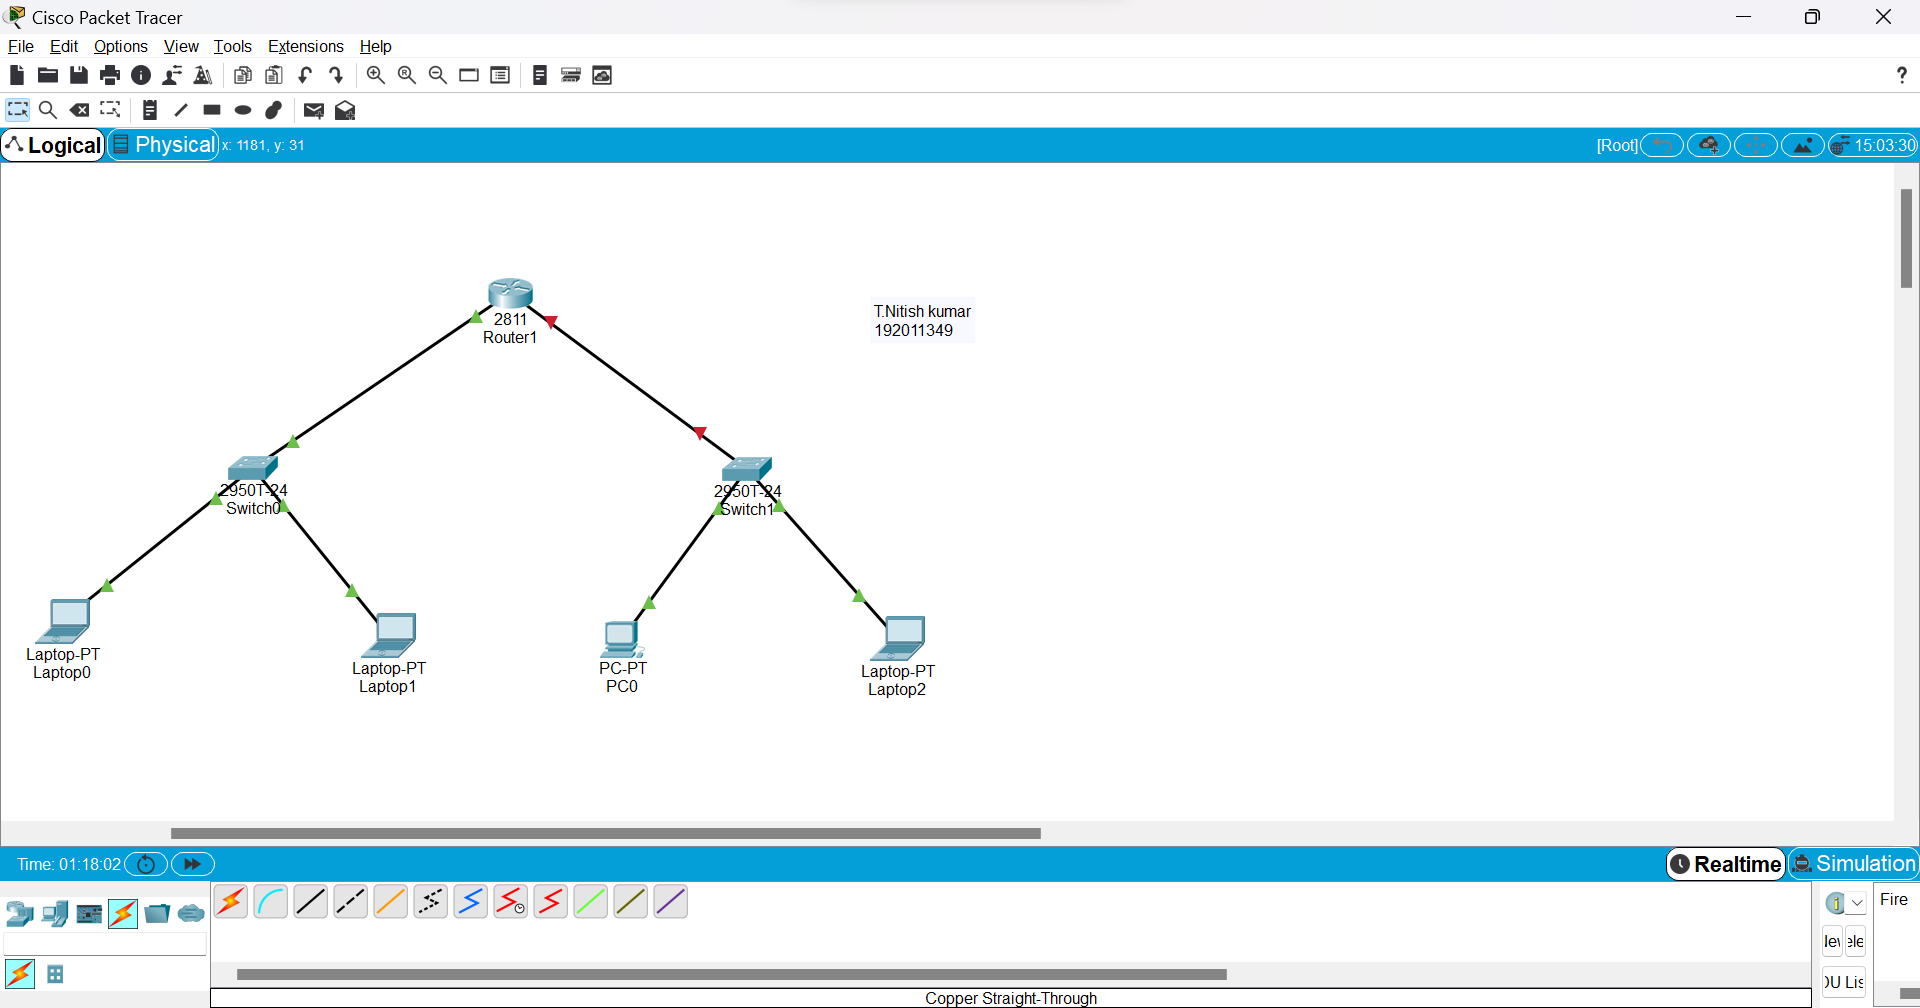 Cisco Packet Tracer
File Edit Options View Tools Extensions Help
Logical Physical x: 1181, y: 31 [Root] 15:03:30
2811
Router1
T.Nitish kumar
192011349
2950T-24
Switch0
2950T-24
Switch1
Laptop-PT
Laptop0
Laptop-PT
Laptop1
PC-PT
PC0
Laptop-PT
Laptop2
Time: 01:18:02 Realtime Simulation
Fire
Copper Straight-Through